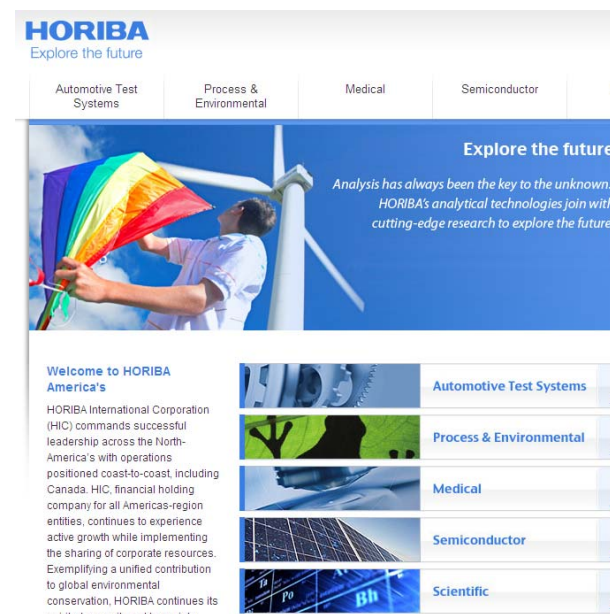 HORIBA
Explore the future
Automotive Test
Systems
Process &
Environmental
Medical
Semiconductor
Explore the future
Analysis has always been the key to the unknown.
HORIBA's analytical technologies join with
cutting-edge research to explore the future
Welcome to HORIBA
America's
HORIBA International Corporation
(HIC) commands successful
leadership across the North-
America's with operations
positioned coast-to-coast, including
Canada. HIC, financial holding
company for all Americas-region
entities, continues to experience
active growth while implementing
the sharing of corporate resources.
Exemplifying a unified contribution
to global environmental
conservation, HORIBA continues its
Automotive Test Systems
Process & Environmental
Medical
Semiconductor
Scientific
Ta
Po
Bh